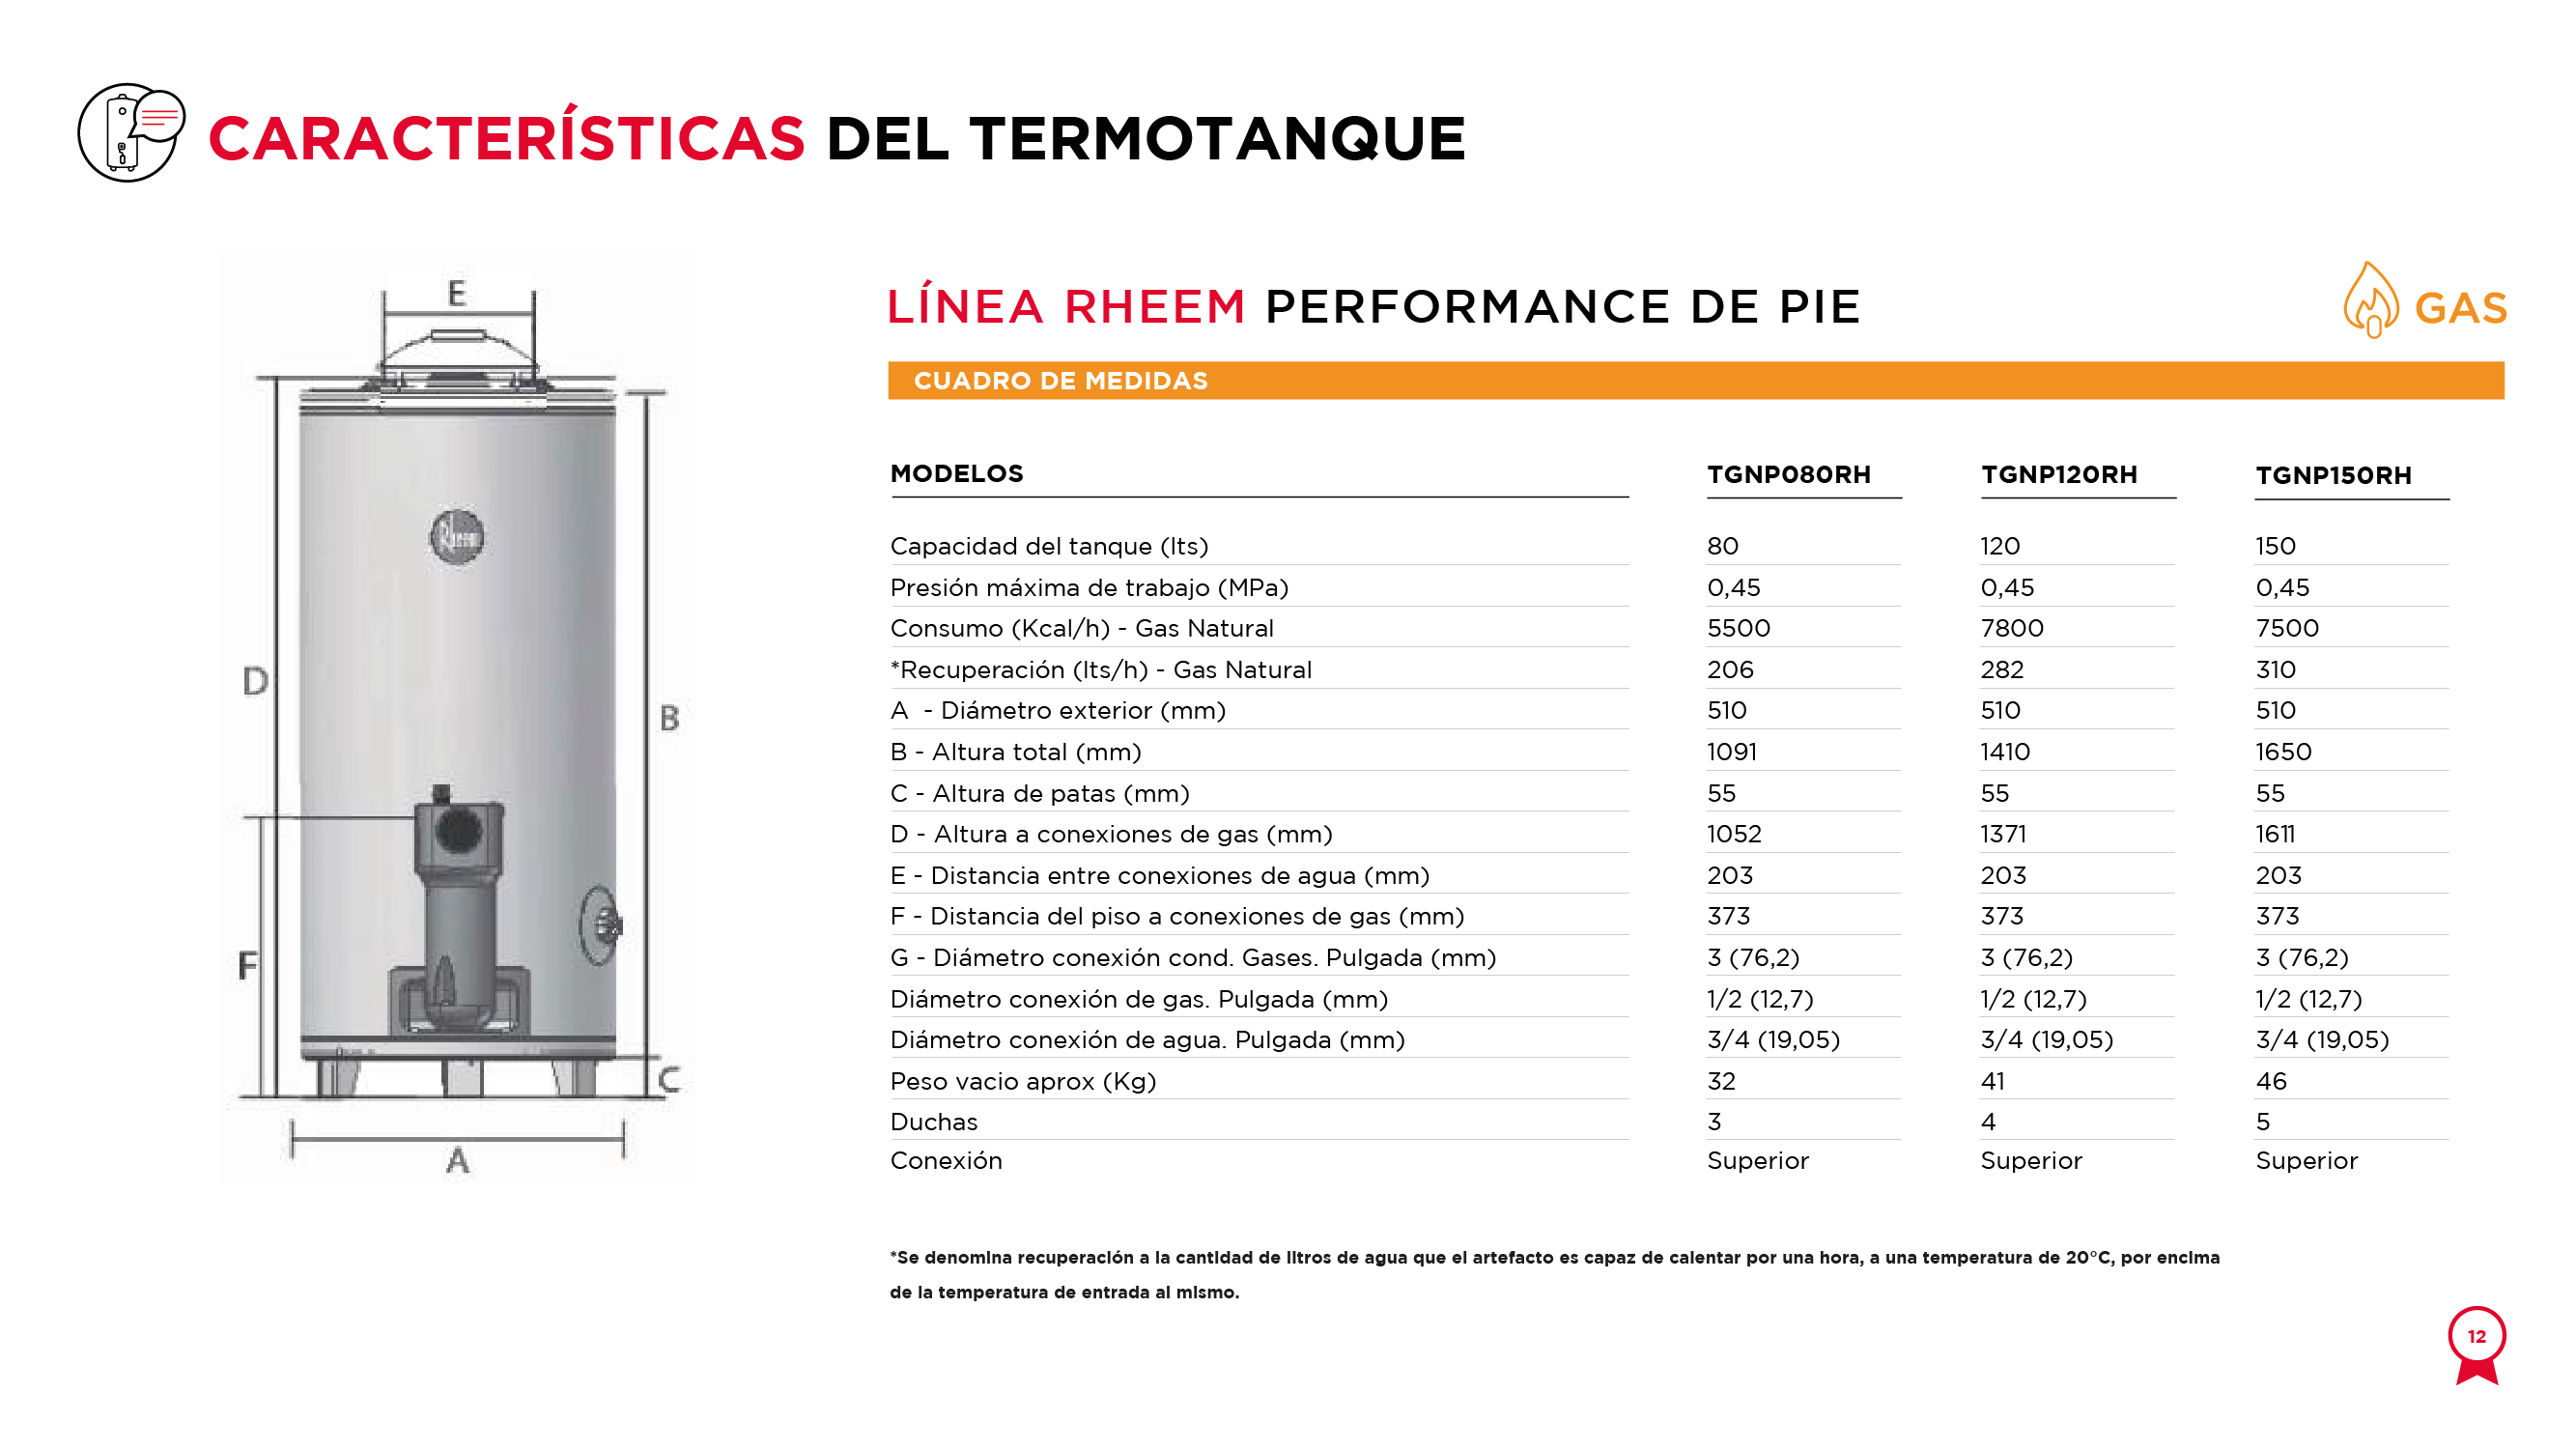 CARACTERÍSTICAS DEL TERMOTANQUE
E
D
B
F
C
A
Rheem
LÍNEA RHEEM PERFORMANCE DE PIE
GAS
CUADRO DE MEDIDAS
MODELOS TGNP080RH TGNP120RH TGNP150RH
Capacidad del tanque (lts) 80 120 150
Presión máxima de trabajo (MPa) 0,45 0,45 0,45
Consumo (Kcal/h) - Gas Natural 5500 7800 7500
*Recuperación (lts/h) - Gas Natural 206 282 310
A - Diámetro exterior (mm) 510 510 510
B - Altura total (mm) 1091 1410 1650
C - Altura de patas (mm) 55 55 55
D - Altura a conexiones de gas (mm) 1052 1371 1611
E - Distancia entre conexiones de agua (mm) 203 203 203
F - Distancia del piso a conexiones de gas (mm) 373 373 373
G - Diámetro conexión cond. Gases. Pulgada (mm) 3 (76,2) 3 (76,2) 3 (76,2)
Diámetro conexión de gas. Pulgada (mm) 1/2 (12,7) 1/2 (12,7) 1/2 (12,7)
Diámetro conexión de agua. Pulgada (mm) 3/4 (19,05) 3/4 (19,05) 3/4 (19,05)
Peso vacio aprox (Kg) 32 41 46
Duchas 3 4 5
Conexión Superior Superior Superior
*Se denomina recuperación a la cantidad de litros de agua que el artefacto es capaz de calentar por una hora, a una temperatura de 20°C, por encima
de la temperatura de entrada al mismo.
12